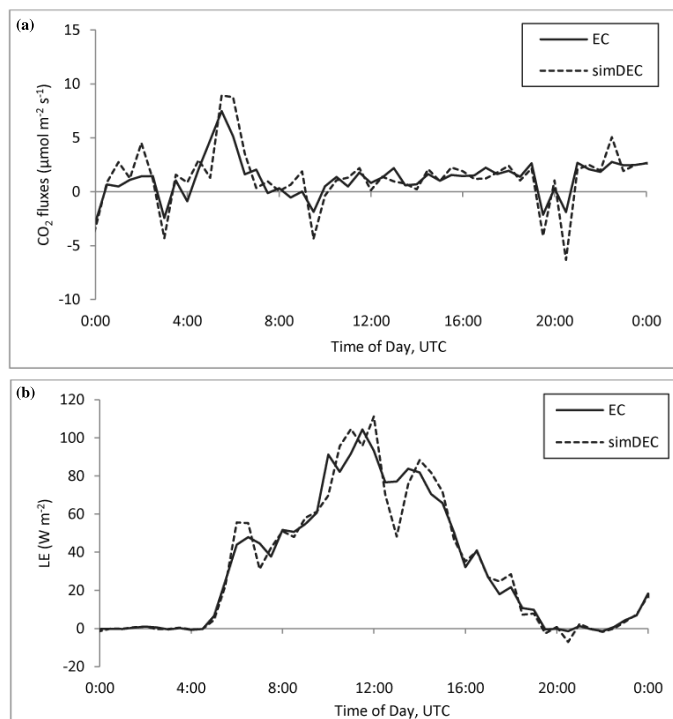 (a)
EC
simDEC
CO2 fluxes (µmol m-2 s-1)
15
10
5
0
-5
-10
0:00 4:00 8:00 12:00 16:00 20:00 0:00
Time of Day, UTC
(b)
EC
simDEC
LE (W m-2)
120
100
80
60
40
20
0
-20
0:00 4:00 8:00 12:00 16:00 20:00 0:00
Time of Day, UTC